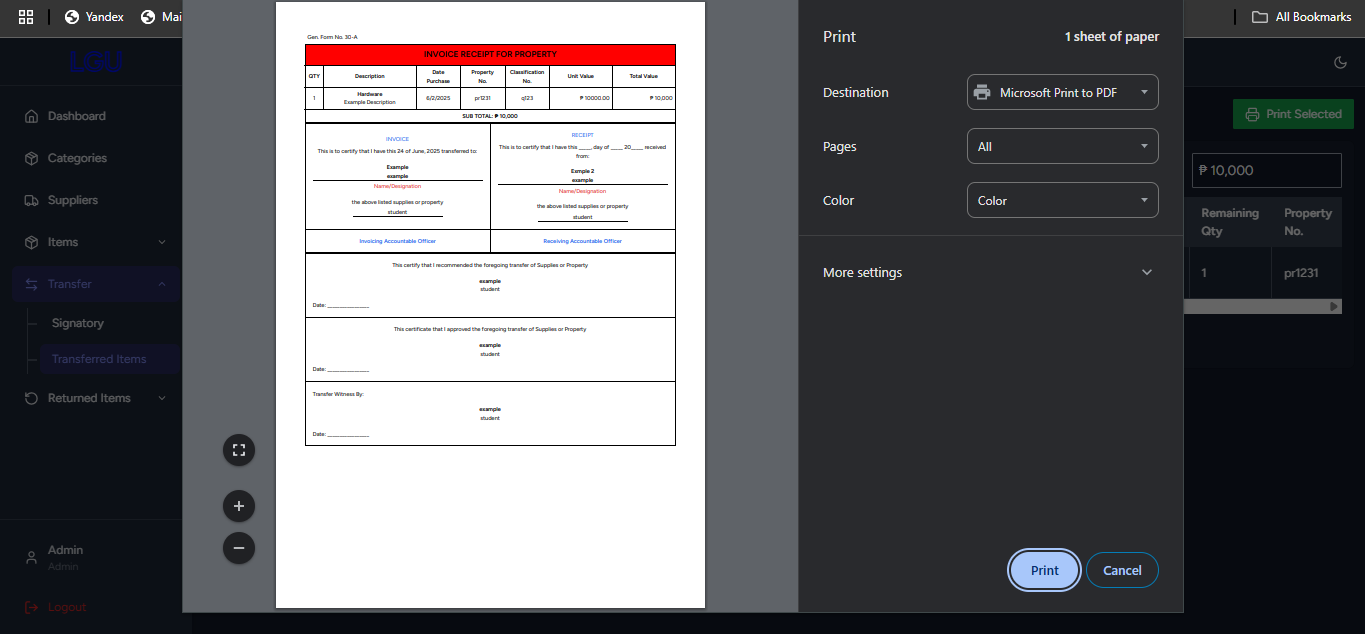 Yandex
Mai
All Bookmarks
LGU
Dashboard
Categories
Suppliers
Items
Transfer
Signatory
Transferred Items
Returned Items
Admin
Admin
Logout
Gen. Form No. 30-A
INVOICE RECEIPT FOR PROPERTY
QTY Description Date Purchase Property No. Classification No. Unit Value Total Value
1 Hardware Example Description 6/2/2025 pr1231 q123 ₱ 10000.00 ₱ 10,000
SUB TOTAL: ₱ 10,000
INVOICE
This is to certify that I have this 24 of June, 2025 transferred to:
Example
example
Name/Designation
the above listed supplies or property
student
Invoicing Accountable Officer
RECEIPT
This is to certify that I have this ____ day of ____ 20____ received
from:
Esmple 2
example
Name/Designation
the above listed supplies or property
student
Receiving Accountable Officer
This certify that I recommended the foregoing transfer of Supplies or Property
example
student
Date: ______________
This certificate that I approved the foregoing transfer of Supplies or Property
example
student
Date: ______________
Transfer Witness By:
example
student
Date: ______________
Print 1 sheet of paper
Destination Microsoft Print to PDF
Pages All
Color Color
More settings
Print Cancel
Print Selected
₱ 10,000
Remaining Qty Property No.
1 pr1231